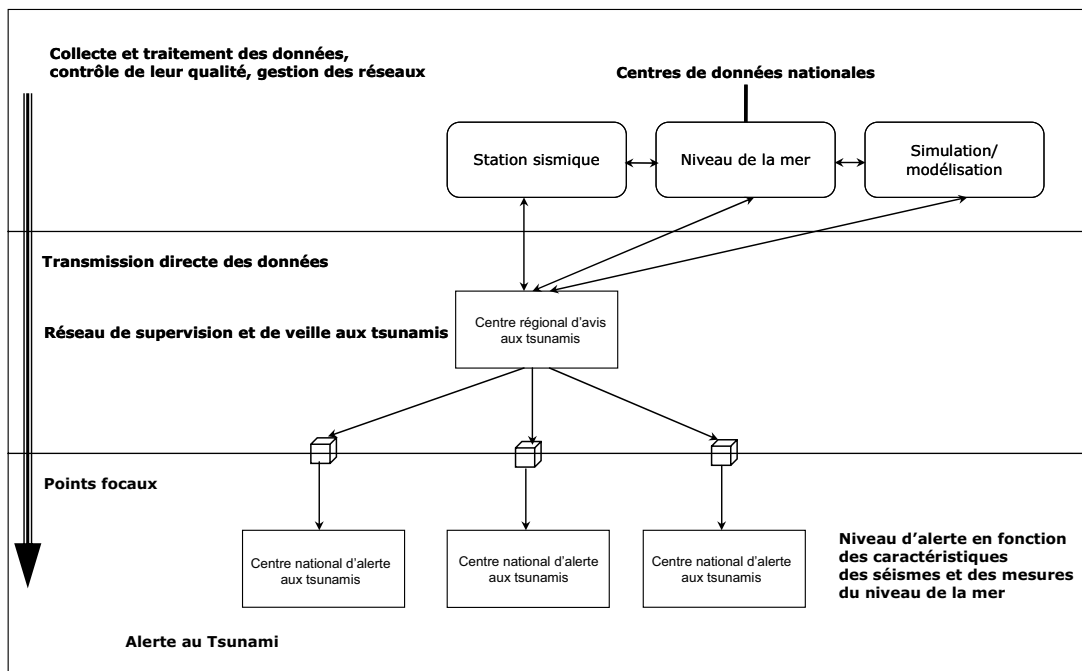 Collecte et traitement des données,
contrôle de leur qualité, gestion des réseaux
Centres de données nationales
Station sismique
Niveau de la mer
Simulation/
modélisation
Transmission directe des données
Réseau de supervision et de veille aux tsunamis
Centre régional d'avis
aux tsunamis
Points focaux
Centre national d'alerte
aux tsunamis
Centre national d'alerte
aux tsunamis
Centre national d'alerte
aux tsunamis
Niveau d'alerte en fonction
des caractéristiques
des séismes et des mesures
du niveau de la mer
Alerte au Tsunami